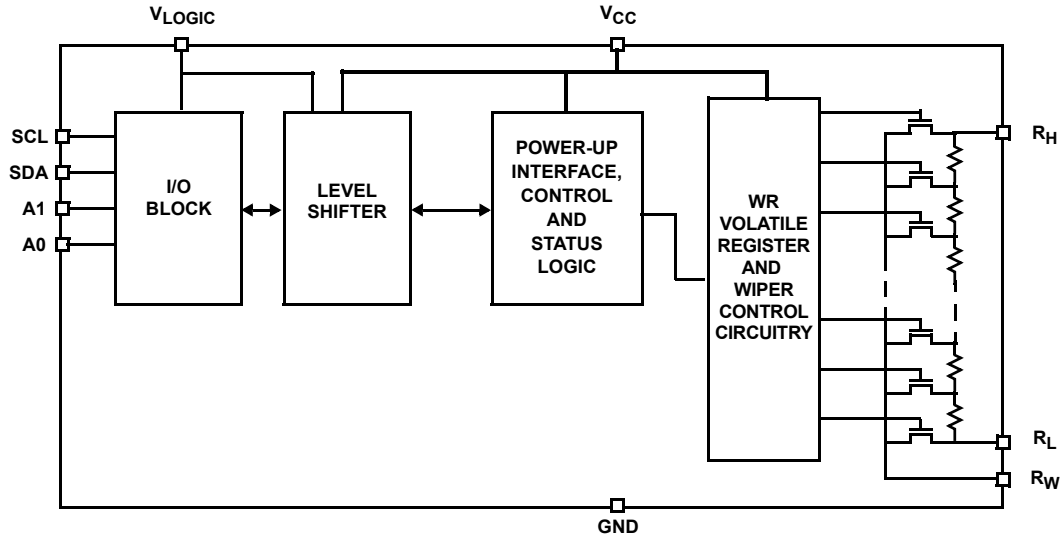 VLOGIC
VCC
SCL
SDA
A1
A0
I/O
BLOCK
LEVEL
SHIFTER
POWER-UP
INTERFACE,
CONTROL
AND
STATUS
LOGIC
WR
VOLATILE
REGISTER
AND
WIPER
CONTROL
CIRCUITRY
RH
RL
RW
GND